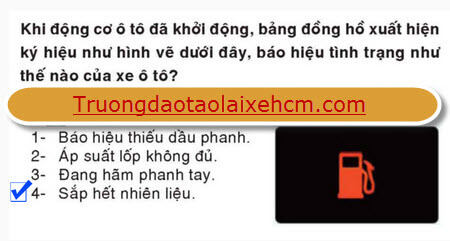 Khi động cơ ô tô đã khởi động, bảng đồng hồ xuất hiện
ký hiệu như hình vẽ dưới đây, báo hiệu tình trạng như
thế nào của xe ô tô?
Truongdaotaolaixehcm.com
1- Báo hiệu thiếu dầu phanh.
2- Áp suất lốp không đủ.
3- Đang hãm phanh tay.
4- Sắp hết nhiên liệu.